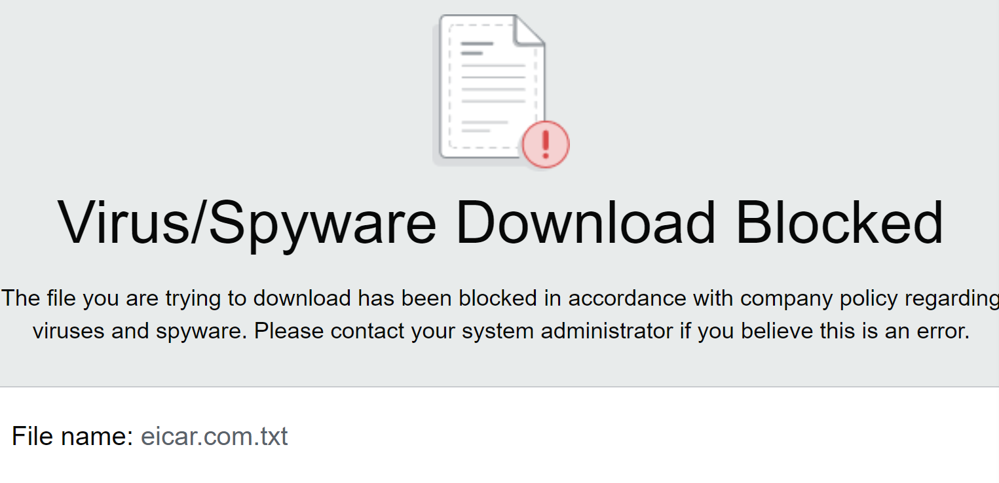 Virus/Spyware Download Blocked
The file you are trying to download has been blocked in accordance with company policy regarding
viruses and spyware. Please contact your system administrator if you believe this is an error.
File name: eicar.com.txt